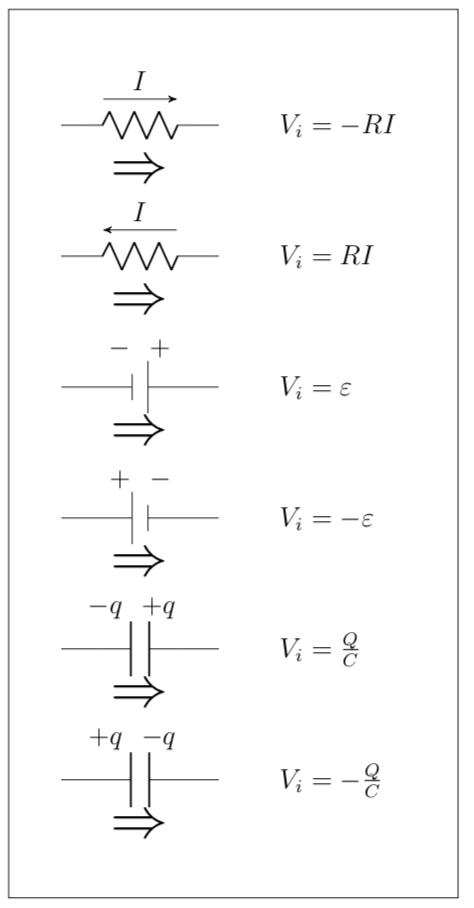 I
V_i = −RI
I
V_i = RI
− +
V_i = ε
+ −
V_i = −ε
−q +q
V_i = Q/C
+q −q
V_i = −Q/C